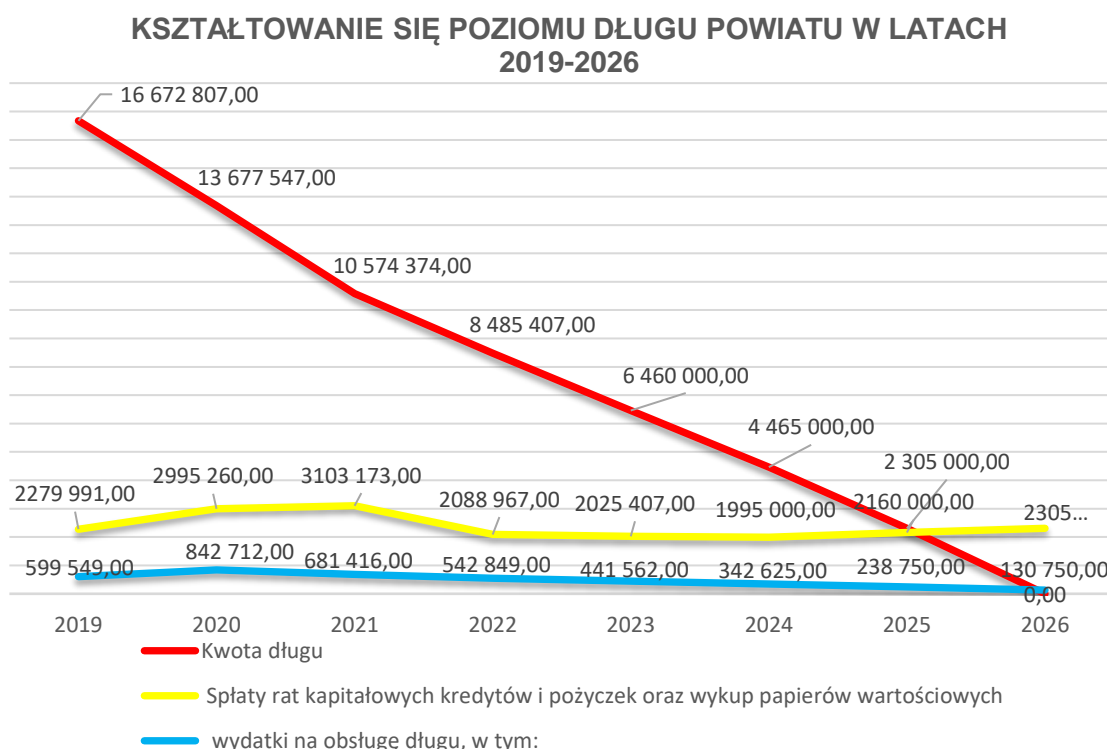 KSZTAŁTOWANIE SIĘ POZIOMU DŁUGU POWIATU W LATACH
2019-2026
16 672 807,00
13 677 547,00
10 574 374,00
8 485 407,00
6 460 000,00
4 465 000,00
2 305 000,00
2279 991,00
2995 260,00
3103 173,00
2088 967,00
2025 407,00
1995 000,00
2160 000,00
2305...
599 549,00
842 712,00
681 416,00
542 849,00
441 562,00
342 625,00
238 750,00
130 750,00
0,00
2019 2020 2021 2022 2023 2024 2025 2026
Kwota długu
Spłaty rat kapitałowych kredytów i pożyczek oraz wykup papierów wartościowych
wydatki na obsługę długu, w tym: